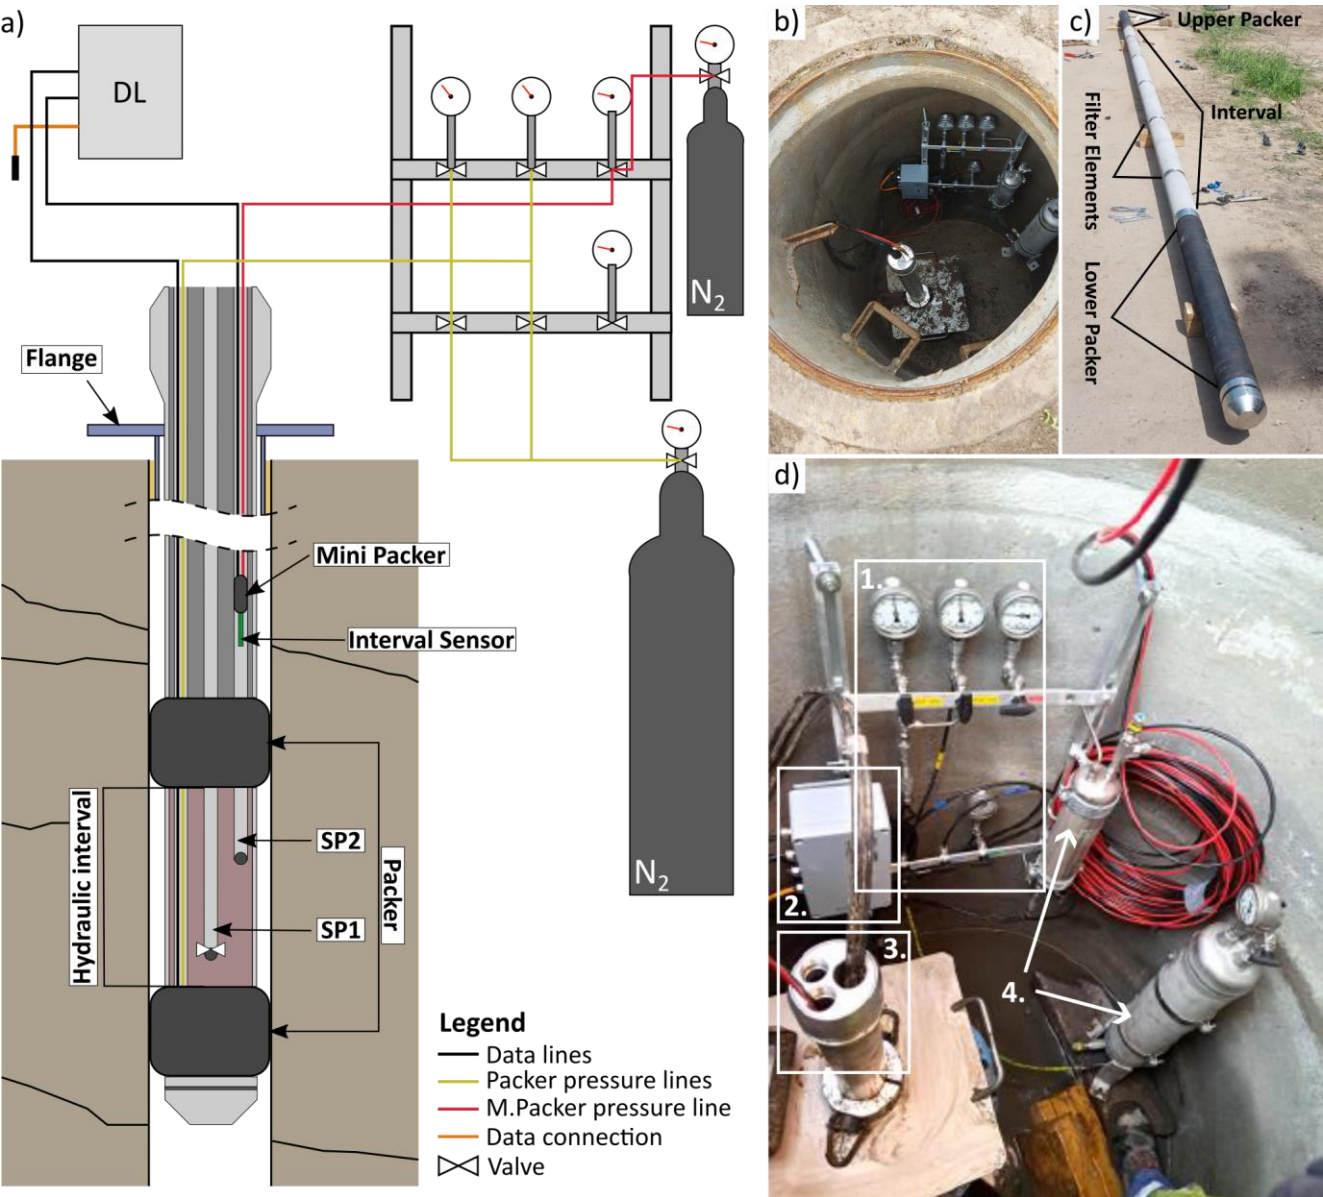 a)
DL
N2
Flange
N2
Mini Packer
Interval Sensor
Hydraulic interval
SP2
Packer
SP1
Legend
Data lines
Packer pressure lines
M.Packer pressure line
Data connection
Valve
b)
c)
Upper Packer
Interval
Filter Elements
Lower Packer
d)
1.
2.
3.
4.